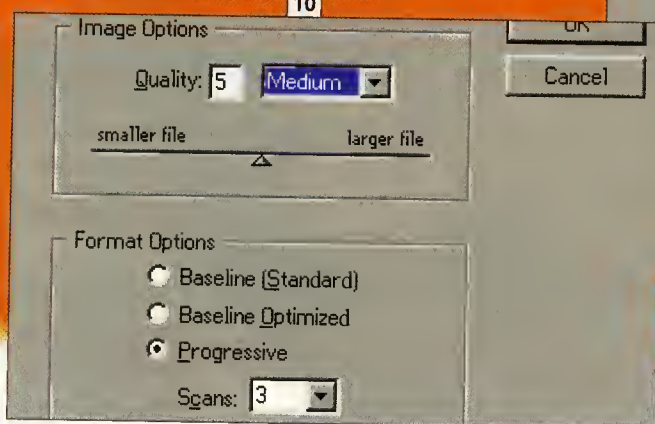 10
Image Options
OK
Quality: 5 Medium
Cancel
smaller file larger file
Format Options
Baseline (Standard)
Baseline Optimized
Progressive
Scans: 3